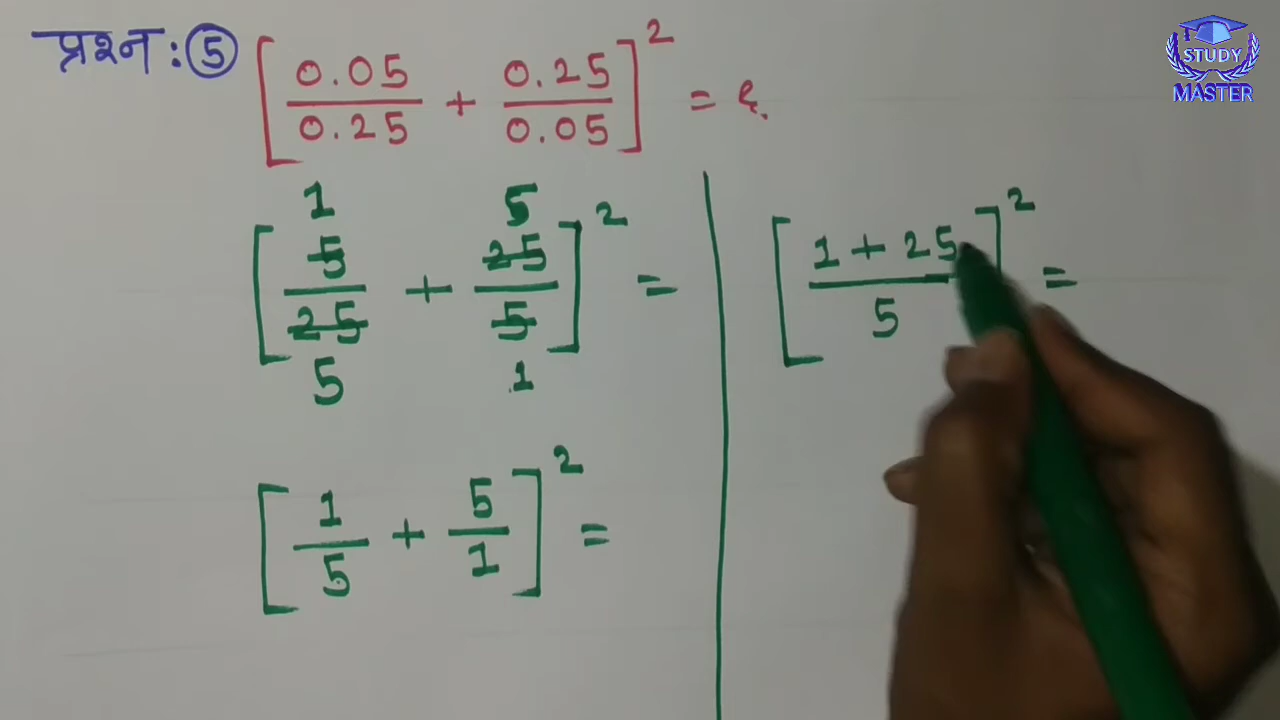 प्रश्न : 5 [ 0.05 / 0.25 + 0.25 / 0.05 ]² = ?
[ 5 / 25 + 25 / 5 ]² =
1 5
5 1
[ 1 / 5 + 5 / 1 ]² =
[ 1 + 25 / 5 ]² =
STUDY
MASTER